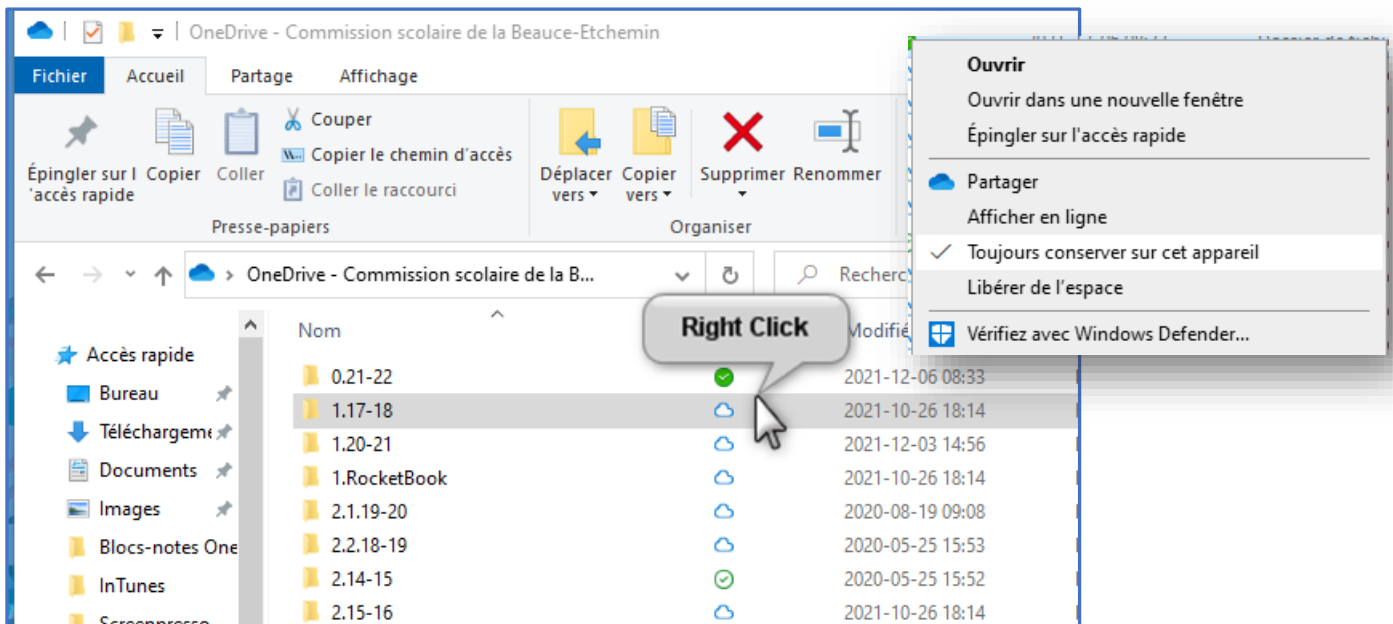 OneDrive - Commission scolaire de la Beauce-Etchemin
Fichier Accueil Partage Affichage
Couper
Copier le chemin d'accès
Coller le raccourci
Épingler sur l
'accès rapide
Copier
Coller
Déplacer
vers
Copier
vers
Supprimer
Renommer
Presse-papiers
Organiser
OneDrive - Commission scolaire de la B...
Right Click
Nom
Accès rapide
Bureau
Documents
Images
Blocs-notes One
InTunes
0.21-22 2021-12-06 08:33
1.17-18 2021-10-26 18:14
1.20-21 2021-12-03 14:56
1.RocketBook 2021-10-26 18:14
2.1.19-20 2020-08-19 09:08
2.2.18-19 2020-05-25 15:53
2.14-15 2020-05-25 15:52
2.15-16 2021-10-26 18:14
Ouvrir
Ouvrir dans une nouvelle fenêtre
Épingler sur l'accès rapide
Partager
Afficher en ligne
Toujours conserver sur cet appareil
Libérer de l'espace
Vérifiez avec Windows Defender...